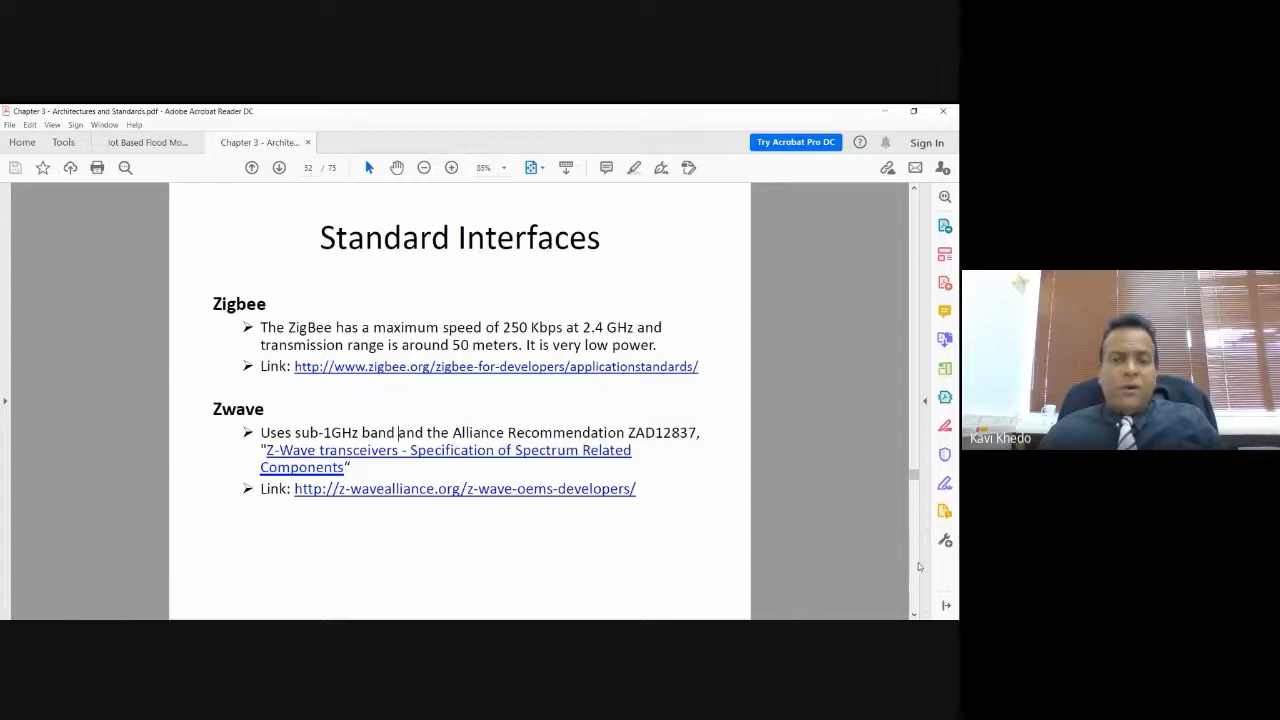 Chapter 3 - Architectures and Standards.pdf - Adobe Acrobat Reader DC
File Edit View Sign Window Help
Home Tools Iot Based Flood Mo... Chapter 3 - Archite... × Try Acrobat Pro DC Sign In
52 / 75 85%
Standard Interfaces
Zigbee
➢ The ZigBee has a maximum speed of 250 Kbps at 2.4 GHz and
transmission range is around 50 meters. It is very low power.
➢ Link: http://www.zigbee.org/zigbee-for-developers/applicationstandards/
Zwave
➢ Uses sub-1GHz band and the Alliance Recommendation ZAD12837,
"Z-Wave transceivers - Specification of Spectrum Related
Components“
➢ Link: http://z-wavealliance.org/z-wave-oems-developers/
Kavi Khedo